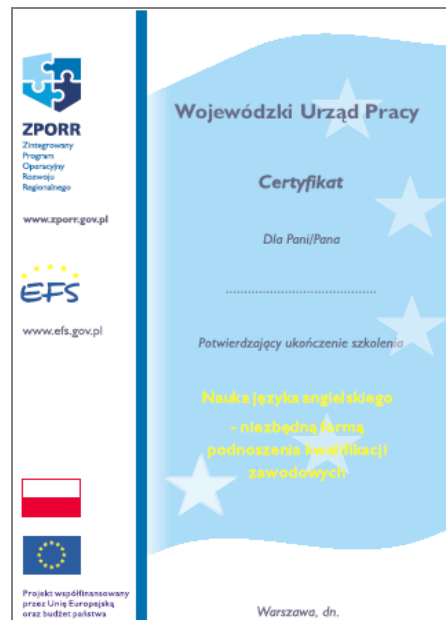 ZPORR
Zintegrowany
Program
Operacyjny
Rozwoju
Regionalnego
www.zporr.gov.pl
EFS
www.efs.gov.pl
Projekt współfinansowany
przez Unię Europejską
oraz budżet państwa
Wojewódzki Urząd Pracy
Certyfikat
Dla Pani/Pana
............................................
Potwierdzający ukończenie szkolenia
Nauka języka angielskiego
- niezbędną formą
podnoszenia kwalifikacji
zawodowych
Warszawa, dn.